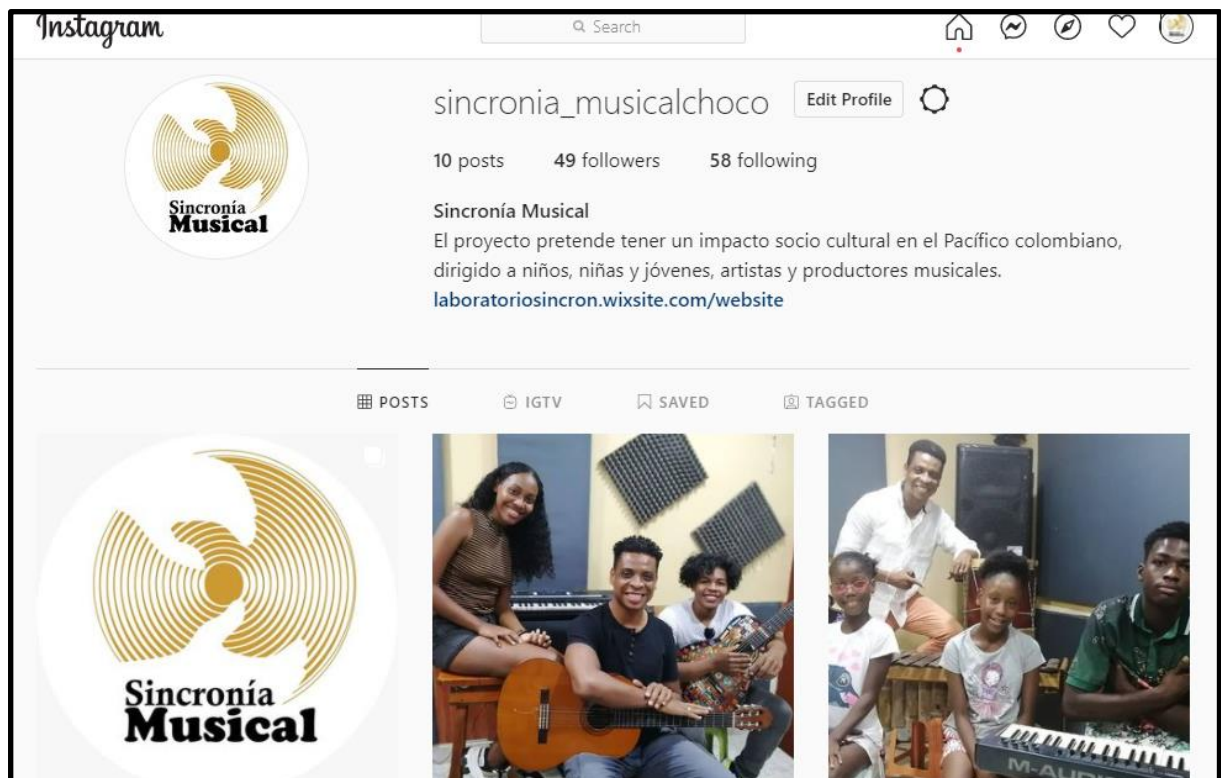 Instagram
Search
sincronia_musicalchoco Edit Profile
10 posts 49 followers 58 following
Sincronía
Musical
Sincronía Musical
El proyecto pretende tener un impacto socio cultural en el Pacífico colombiano,
dirigido a niños, niñas y jóvenes, artistas y productores musicales.
laboratoriosincron.wixsite.com/website
POSTS IGTV SAVED TAGGED
Sincronía
Musical